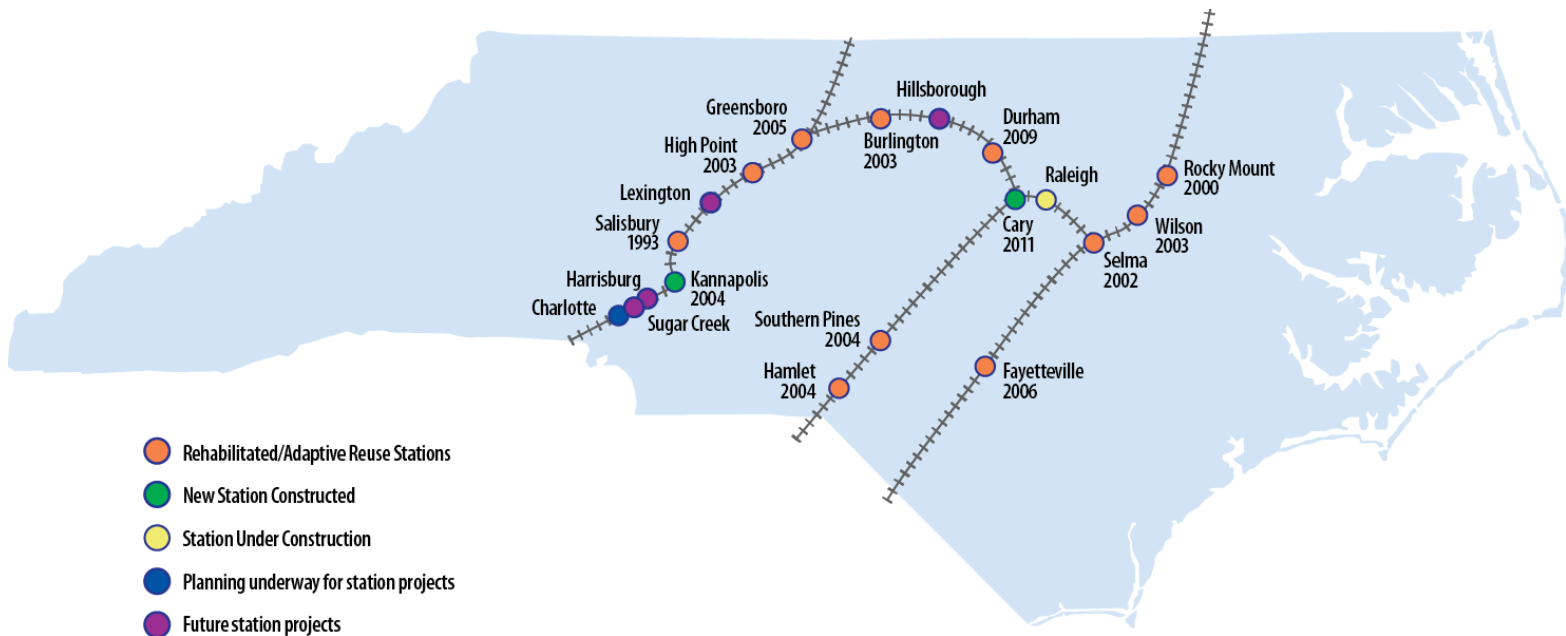 Hillsborough
Greensboro
2005
Durham
2009
Burlington
2003
High Point
2003
Raleigh
Rocky Mount
2000
Lexington
Salisbury
1993
Cary
2011
Wilson
2003
Selma
2002
Harrisburg
Kannapolis
2004
Charlotte
Sugar Creek
Southern Pines
2004
Hamlet
2004
Fayetteville
2006
Rehabilitated/Adaptive Reuse Stations
New Station Constructed
Station Under Construction
Planning underway for station projects
Future station projects